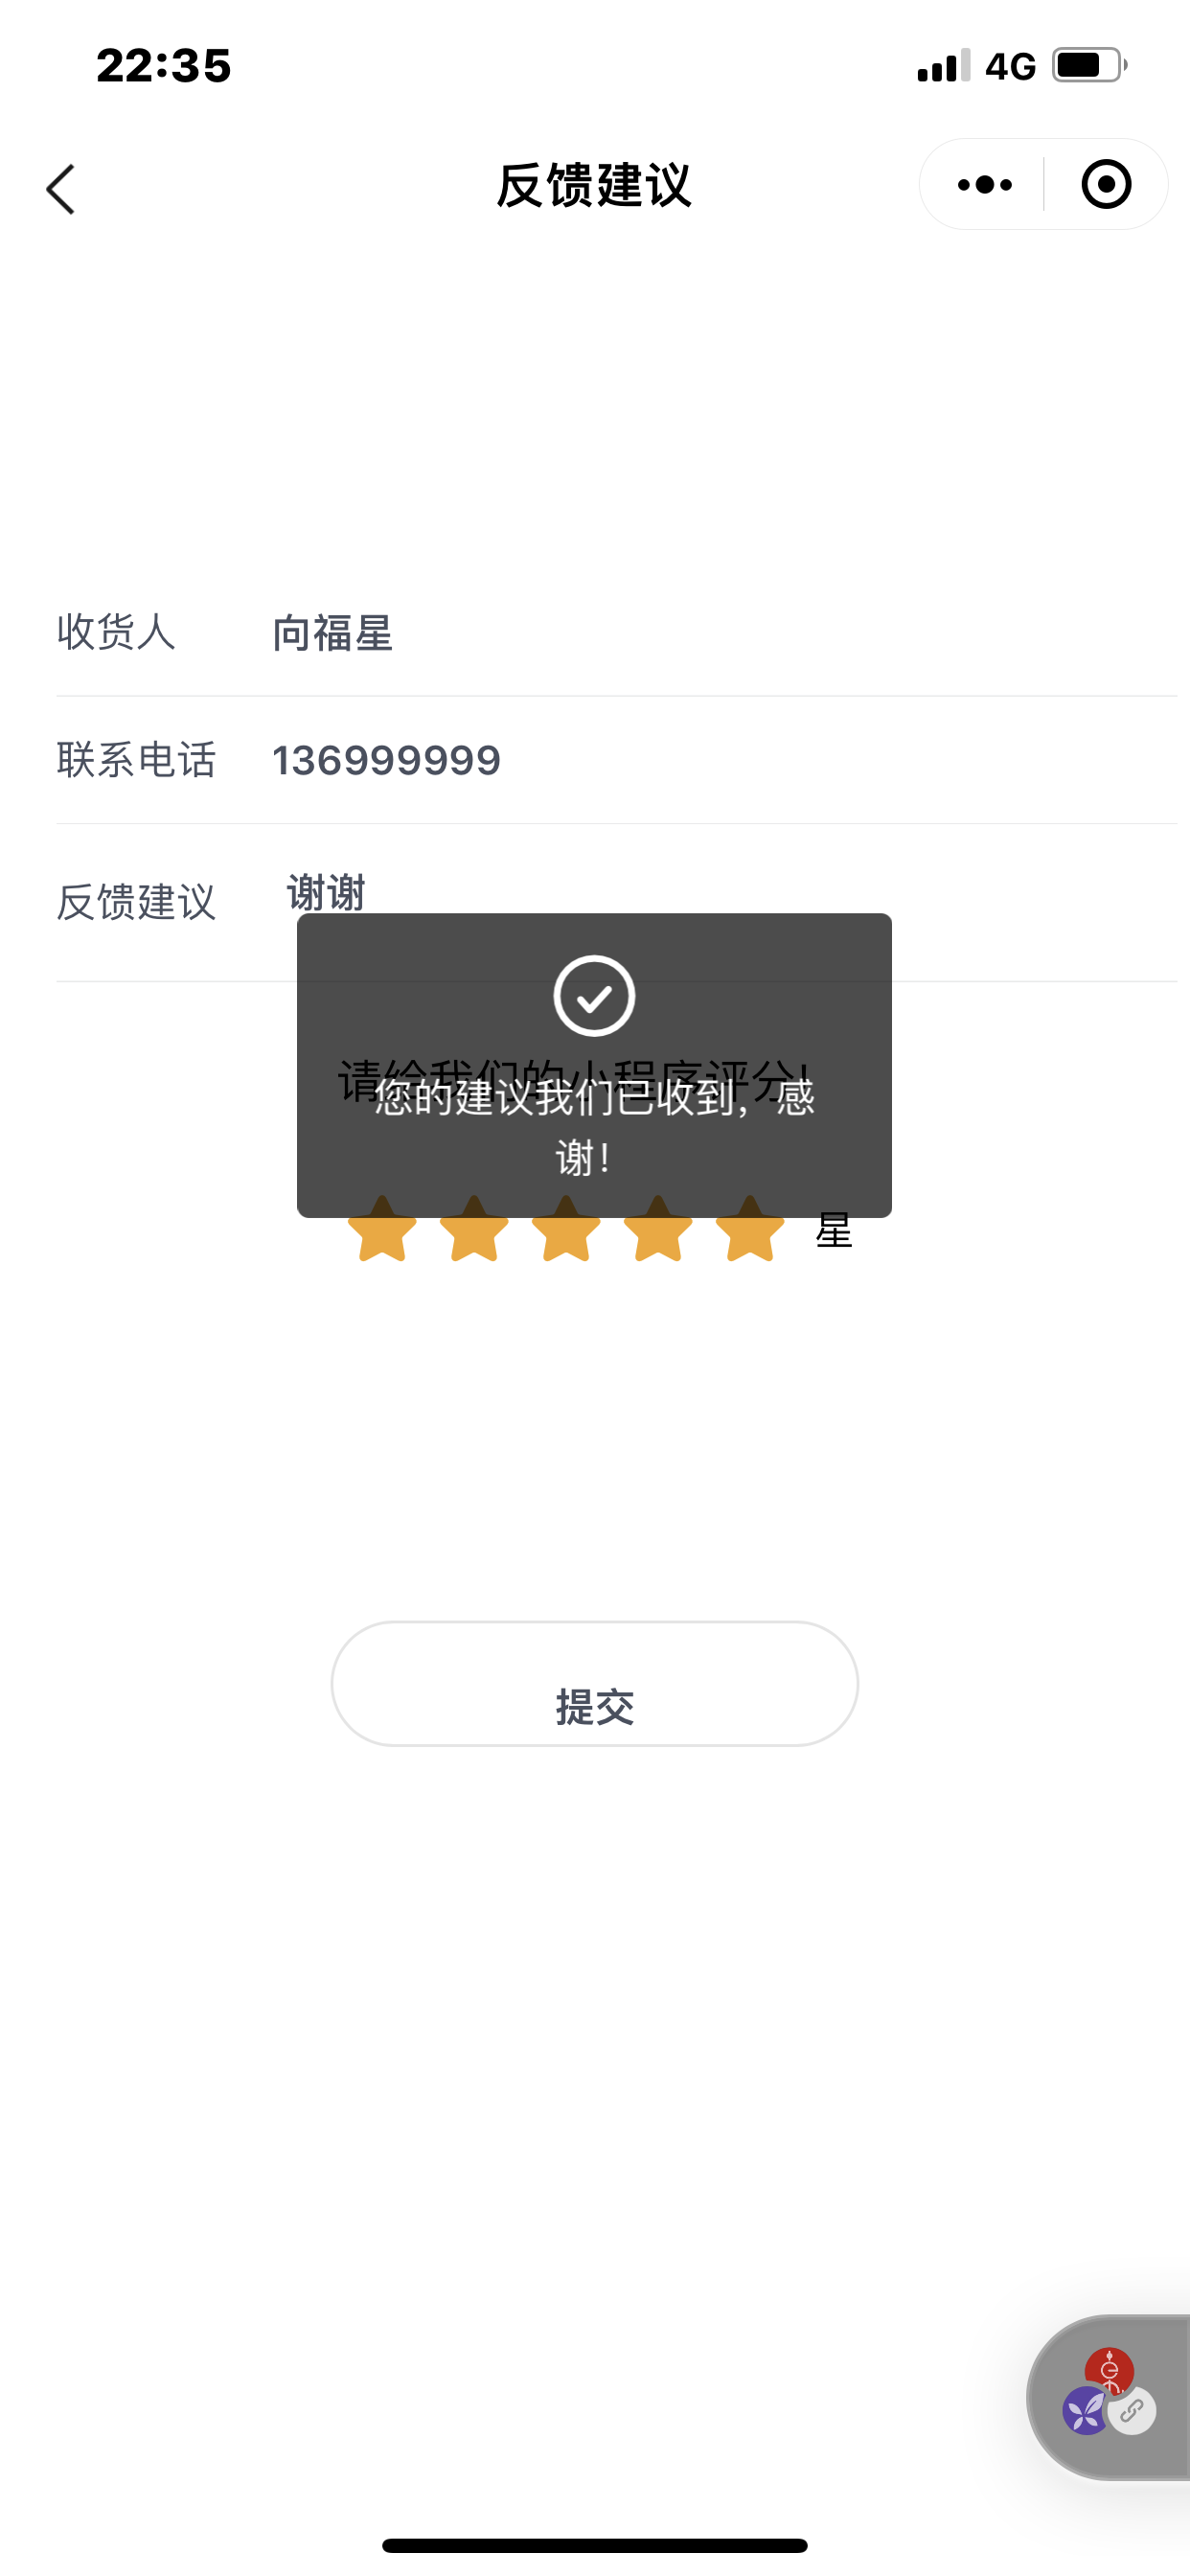 22:35
4G
反馈建议
收货人 向福星
联系电话 136999999
反馈建议 谢谢
请给我们的小程序评分!
您的建议我们已收到，感
谢！
星
提交